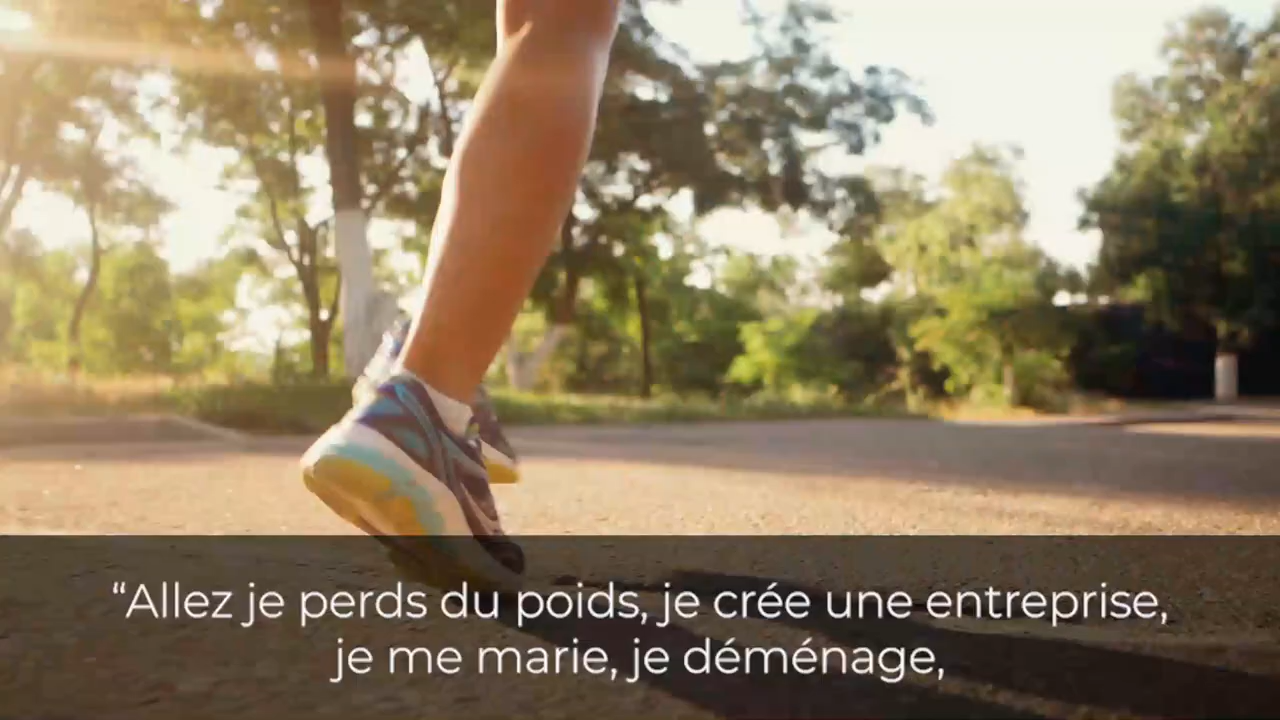 “Allez je perds du poids, je crée une entreprise,
je me marie, je déménage,